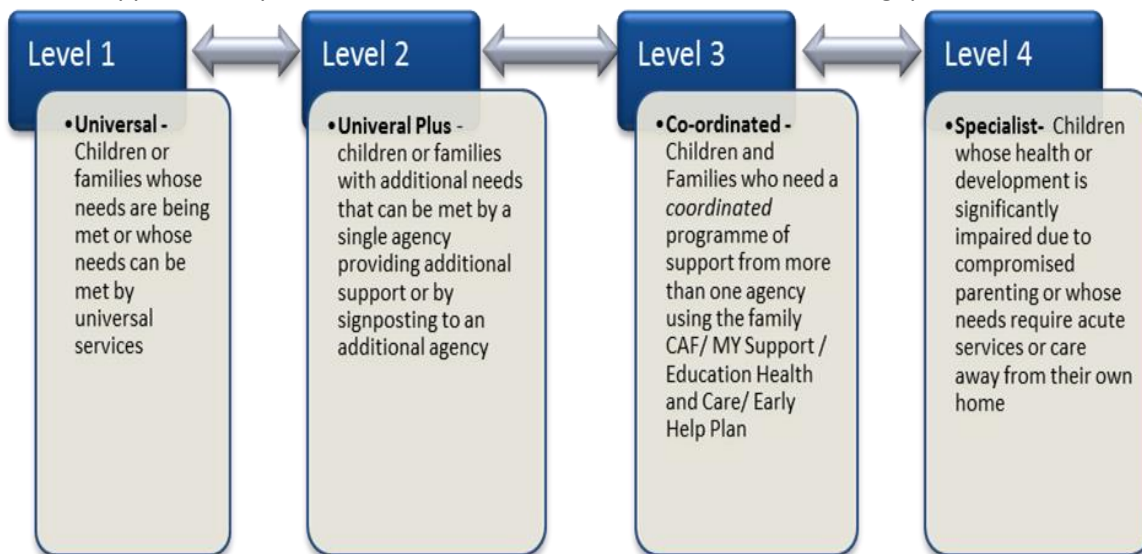 Level 1
•Universal -
Children or
families whose
needs are being
met or whose
needs can be
met by
universal
services
Level 2
•Univeral Plus -
children or families
with additional needs
that can be met by a
single agency
providing additional
support or by
signposting to an
additional agency
Level 3
•Co-ordinated -
Children and
Families who need a
coordinated
programme of
support from more
than one agency
using the family
CAF/ MY Support /
Education Health
and Care/ Early
Help Plan
Level 4
•Specialist- Children
whose health or
development is
significantly
impaired due to
compromised
parenting or whose
needs require acute
services or care
away from their own
home